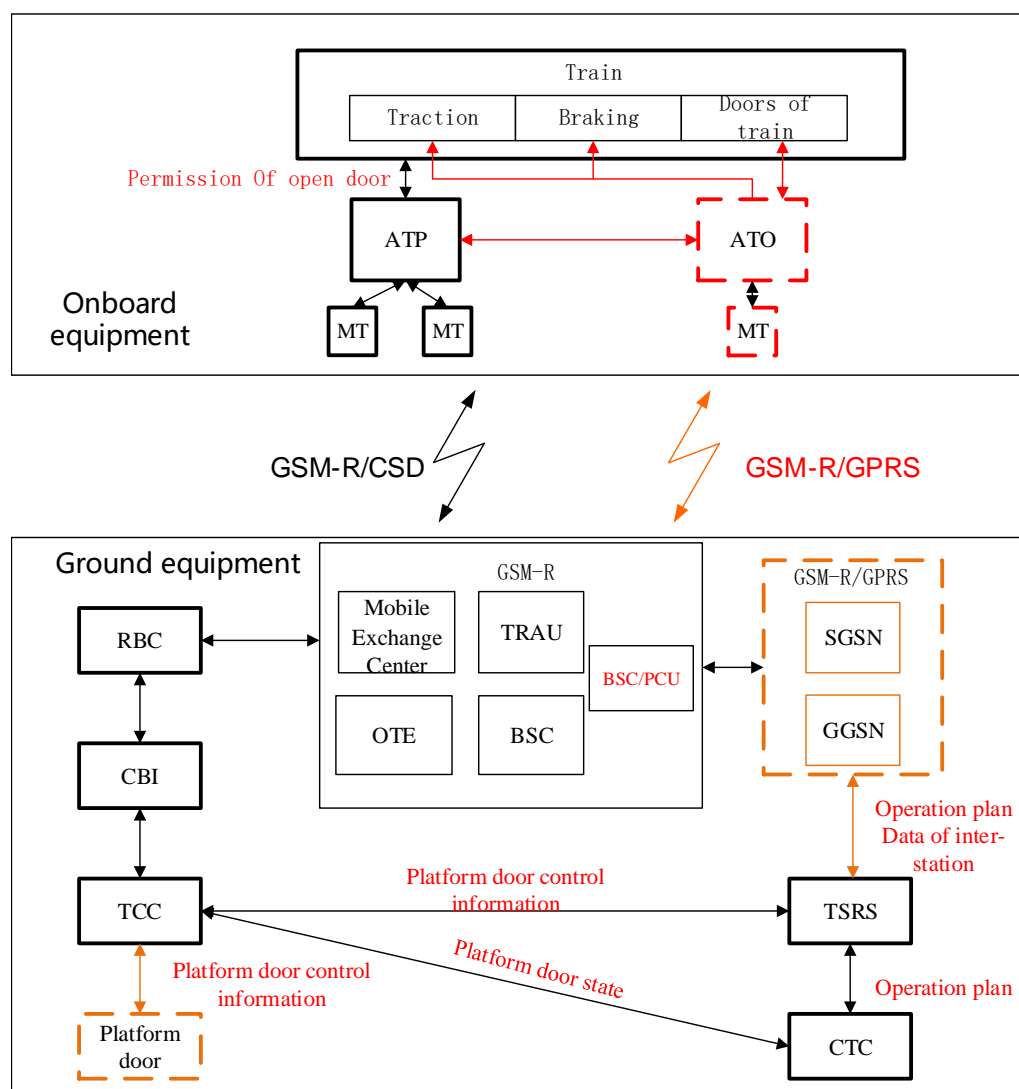 Train
Traction
Braking
Doors of
train
Permission Of open door
ATP
ATO
Onboard
equipment
MT
MT
MT
GSM-R/CSD
GSM-R/GPRS
Ground equipment
GSM-R
GSM-R/GPRS
Mobile
Exchange
Center
TRAU
SGSN
RBC
BSC/PCU
OTE
BSC
GGSN
CBI
Operation plan
Data of inter-
station
Platform door control
information
TCC
TSRS
Platform door state
Platform door control
information
Operation plan
Platform
door
CTC